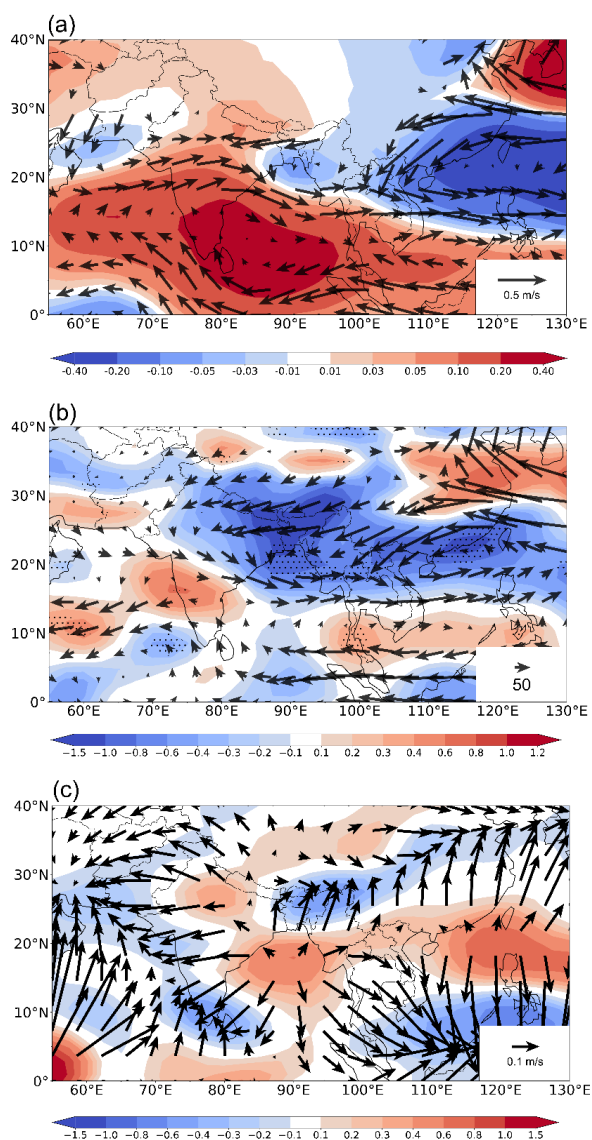 (a)
40°N
30°N
20°N
10°N
0°
0.5 m/s
60°E 70°E 80°E 90°E 100°E 110°E 120°E 130°E
-0.40 -0.20 -0.10 -0.05 -0.03 -0.01 0.01 0.03 0.05 0.10 0.20 0.40
(b)
40°N
30°N
20°N
10°N
0°
50
60°E 70°E 80°E 90°E 100°E 110°E 120°E 130°E
−1.5 −1.0 −0.8 −0.6 −0.4 −0.3 −0.2 −0.1 0.1 0.2 0.3 0.4 0.6 0.8 1.0 1.2
(c)
40°N
30°N
20°N
10°N
0°
0.1 m/s
60°E 70°E 80°E 90°E 100°E 110°E 120°E 130°E
−1.5 −1.0 −0.8 −0.6 −0.4 −0.3 −0.2 −0.1 0.1 0.2 0.3 0.4 0.6 0.8 1.0 1.5